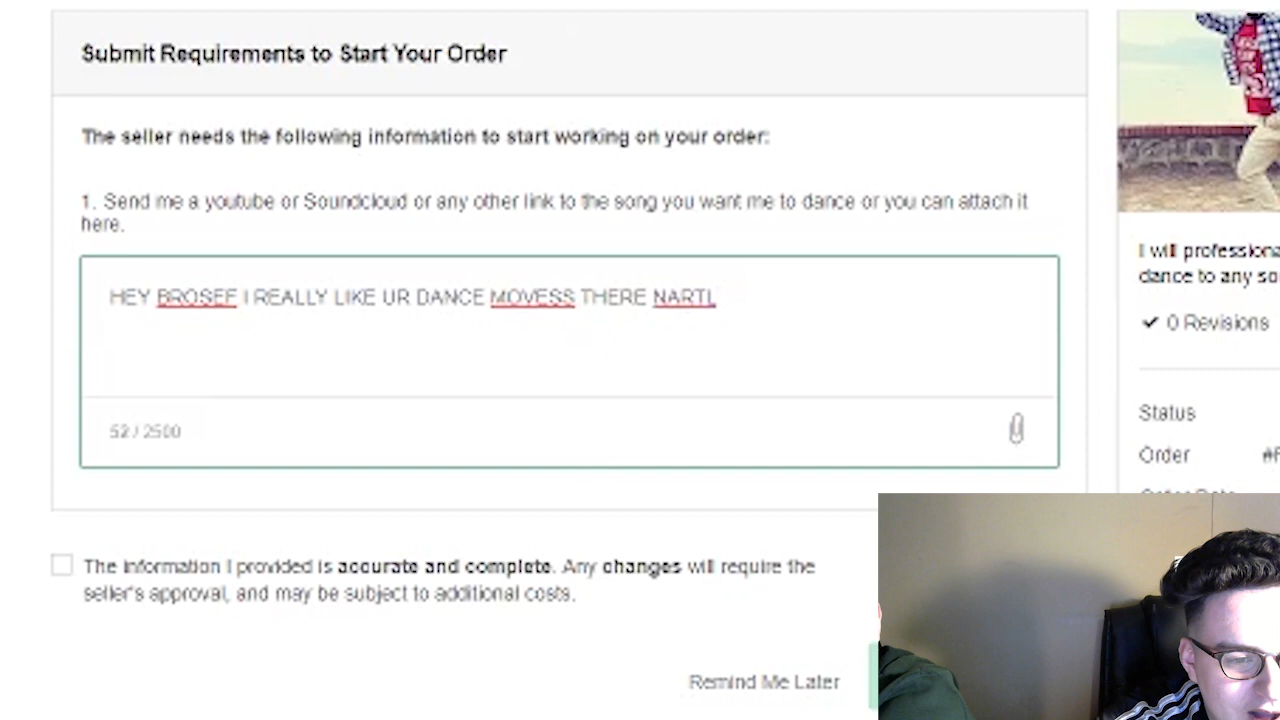 Submit Requirements to Start Your Order
The seller needs the following information to start working on your order:
1. Send me a youtube or Soundcloud or any other link to the song you want me to dance or you can attach it
here.
HEY BROSEF I REALLY LIKE UR DANCE MOVESS THERE NARTL
52 / 2500
The information I provided is accurate and complete. Any changes will require the
seller's approval, and may be subject to additional costs.
Remind Me Later
I will professiona
dance to any so
0 Revisions
Status
Order #F
Order Date